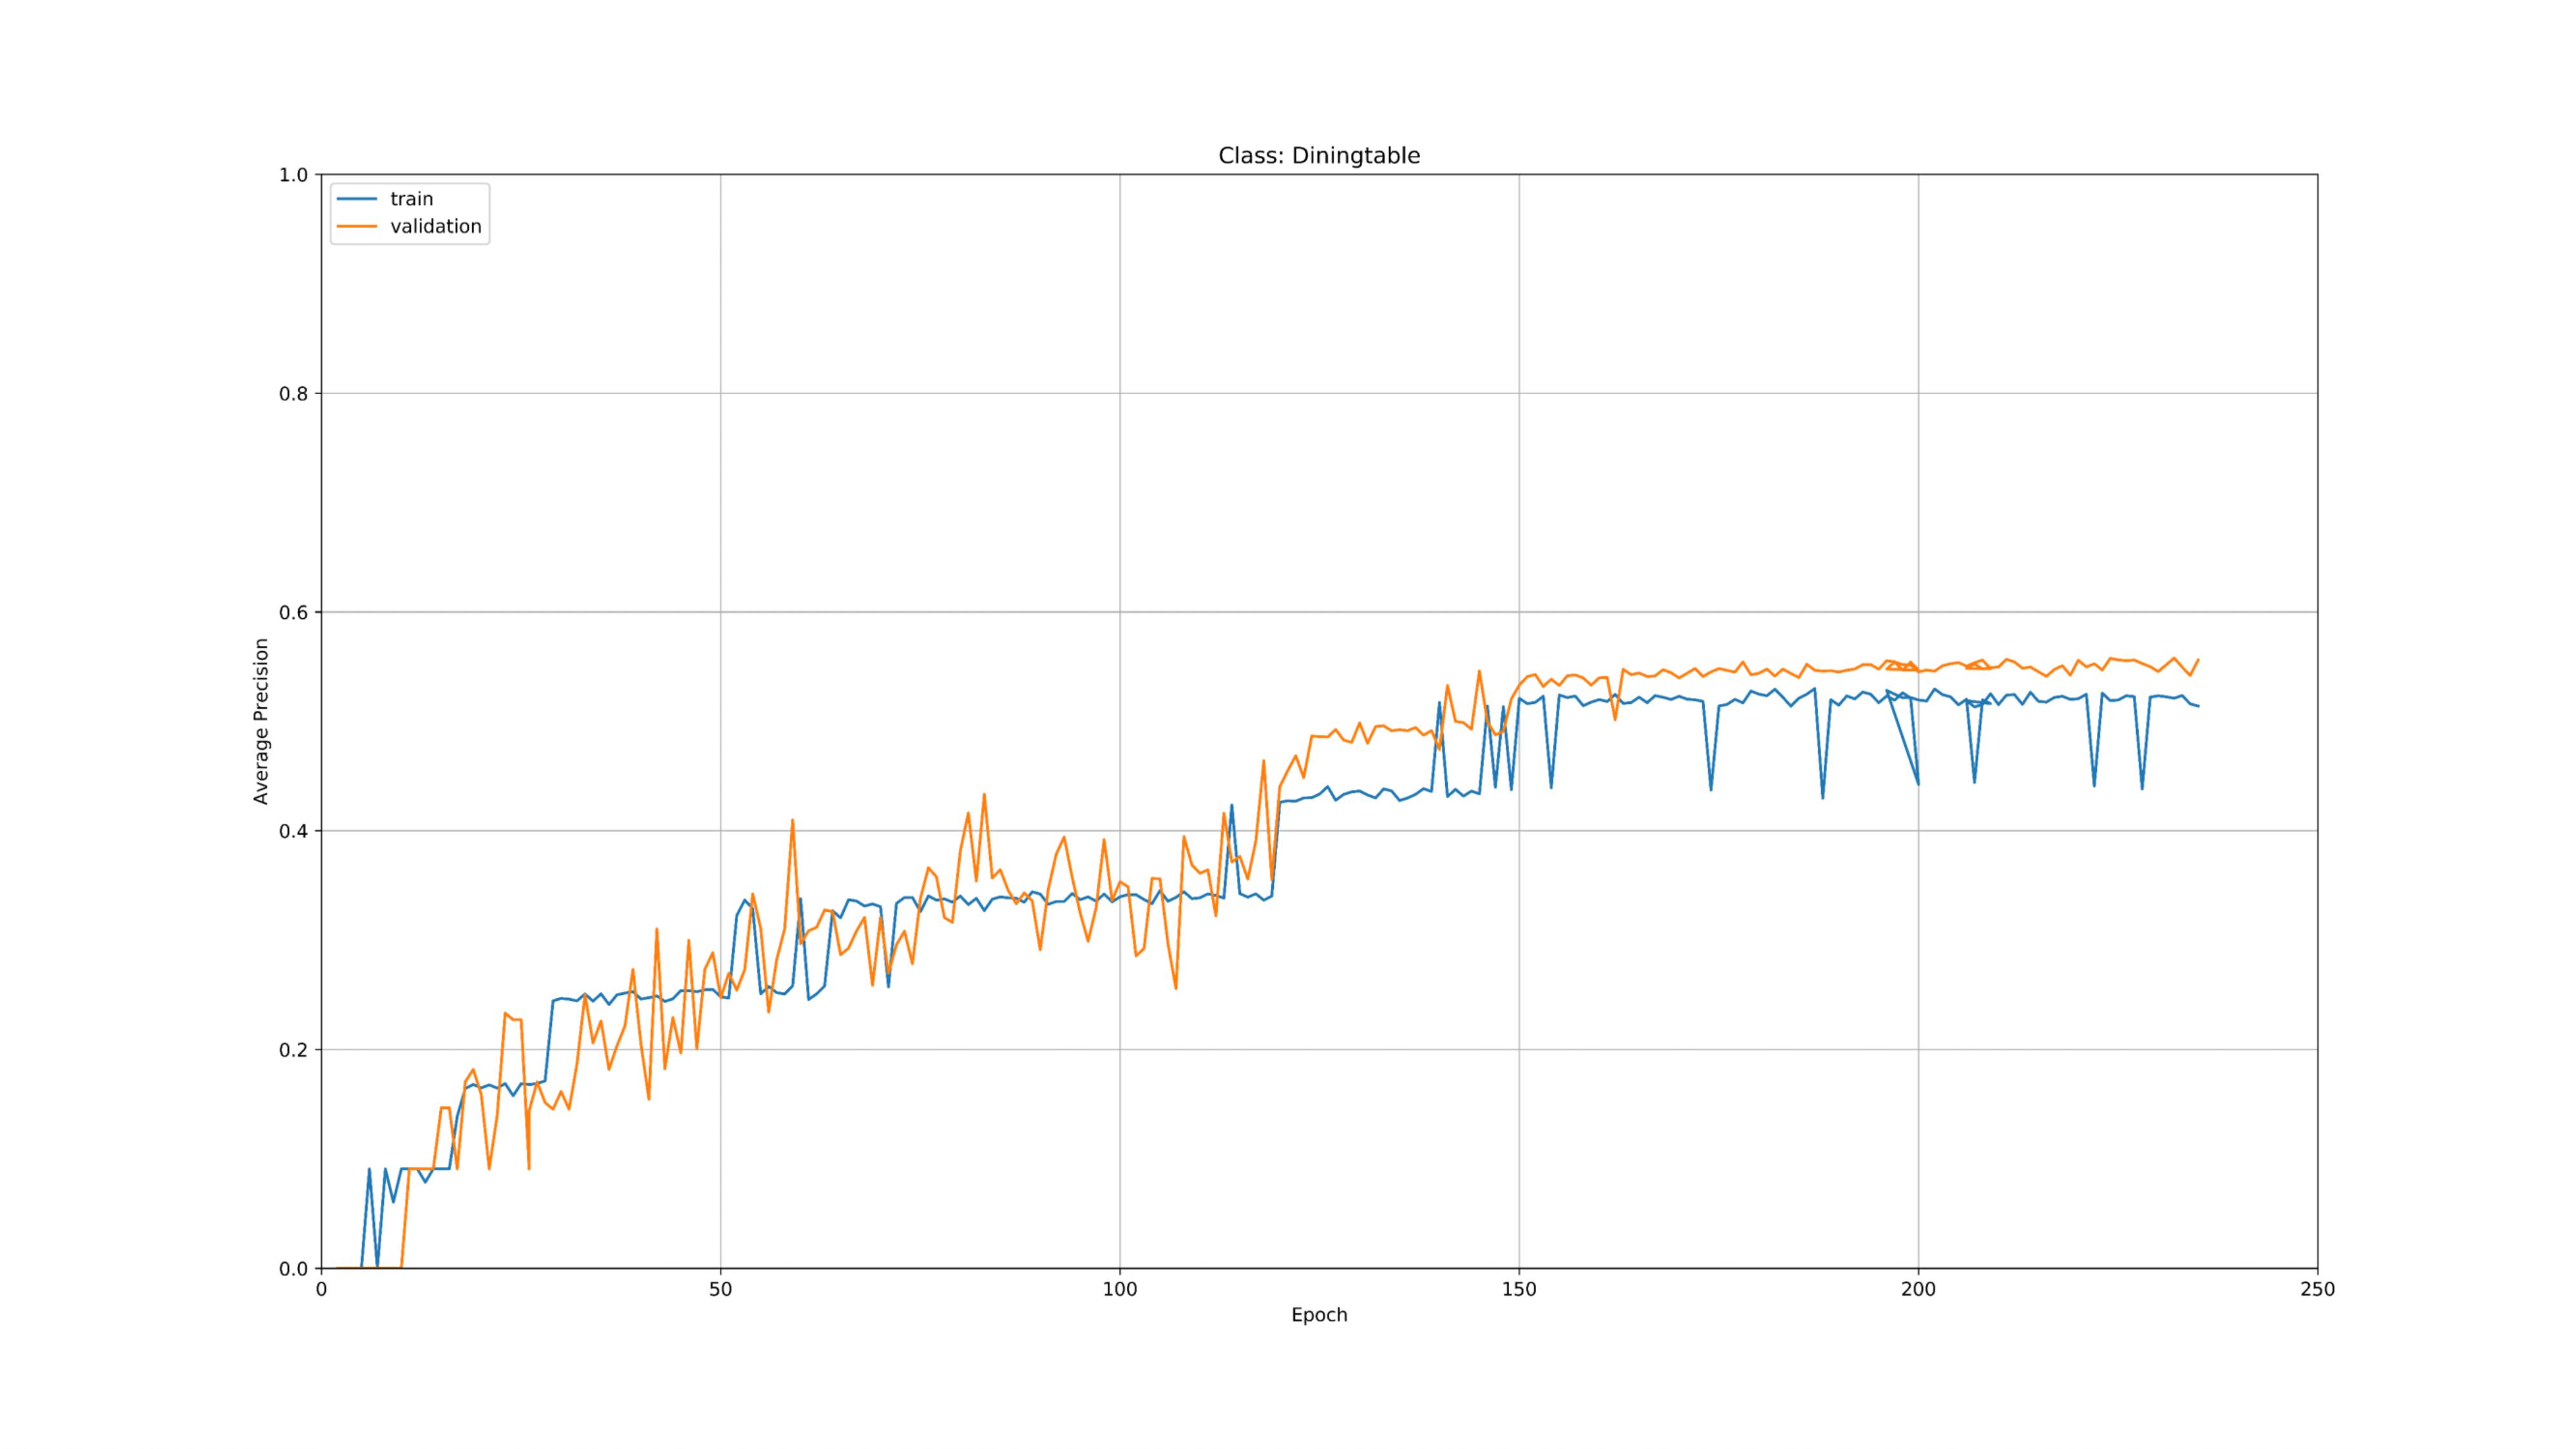 Class: Diningtable
train
validation
1.0
0.8
0.6
0.4
0.2
0.0
Average Precision
0
50
100
150
200
250
Epoch